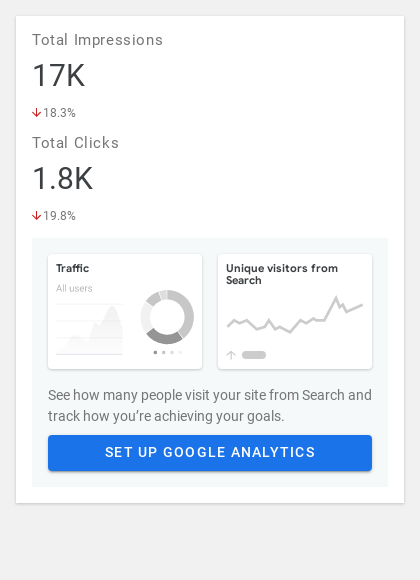 Total Impressions
17K
18.3%
Total Clicks
1.8K
19.8%
Traffic
All users
Unique visitors from
Search
See how many people visit your site from Search and
track how you’re achieving your goals.
SET UP GOOGLE ANALYTICS